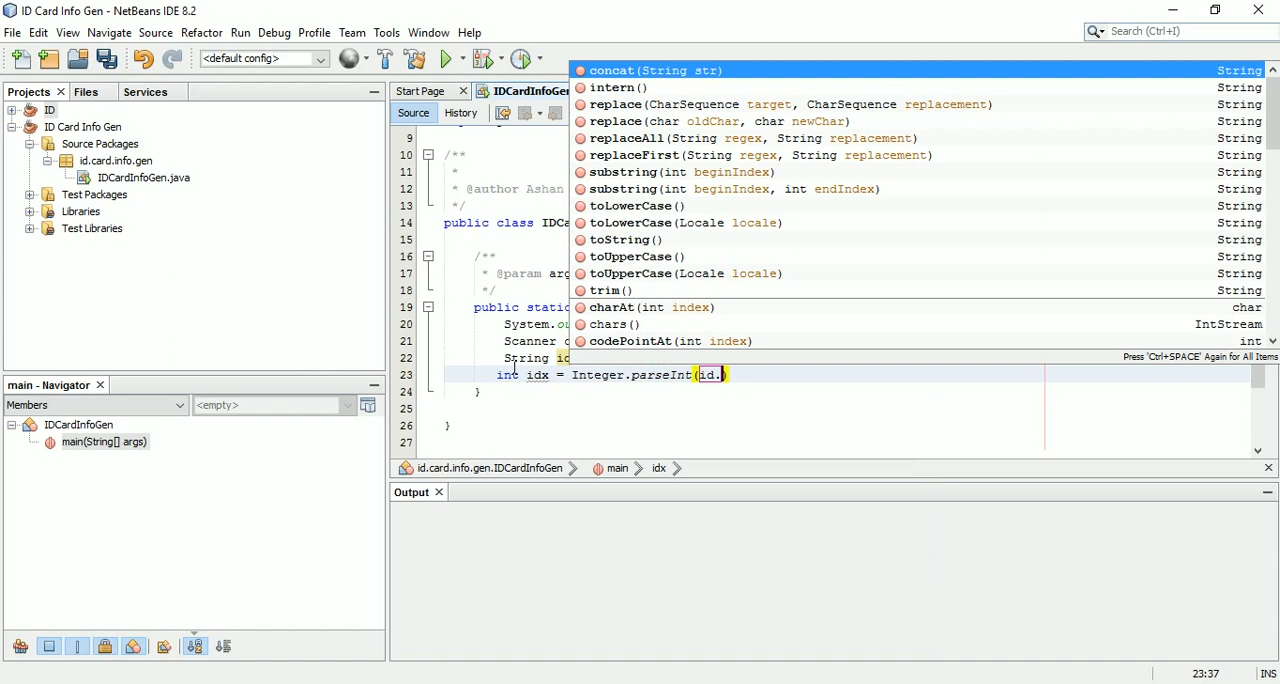 ID Card Info Gen - NetBeans IDE 8.2
File Edit View Navigate Source Refactor Run Debug Profile Team Tools Window Help
Search (Ctrl+I)
<default config>
Projects Files Services
ID
ID Card Info Gen
Source Packages
id.card.info.gen
IDCardInfoGen.java
Test Packages
Libraries
Test Libraries
main - Navigator
Members <empty>
IDCardInfoGen
main(String[] args)
Start Page IDCardInfoGen
Source History
9
10 /**
11 *
12 * @author Ashan
13 */
14 public class IDCa
15
16 /**
17 * @param arg
18 */
19 public static
20 System.ou
21 Scanner
22 String id
23 int idx = Integer.parseInt(id.)
24 }
25
26 }
27
concat(String str) String
intern() String
replace(CharSequence target, CharSequence replacement) String
replace(char oldChar, char newChar) String
replaceAll(String regex, String replacement) String
replaceFirst(String regex, String replacement) String
substring(int beginIndex) String
substring(int beginIndex, int endIndex) String
toLowerCase() String
toLowerCase(Locale locale) String
toString() String
toUpperCase() String
toUpperCase(Locale locale) String
trim() String
charAt(int index) char
chars() IntStream
codePointAt(int index) int
Press 'Ctrl+SPACE' Again for All Items
id.card.info.gen.IDCardInfoGen main idx
Output
23:37 INS